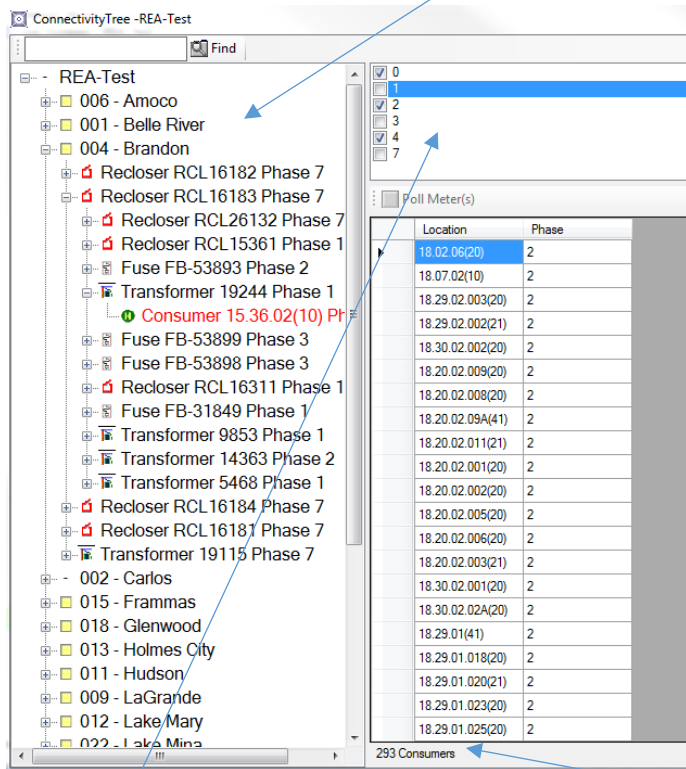 ConnectivityTree -REA-Test
Find
- REA-Test
006 - Amoco
001 - Belle River
004 - Brandon
Recloser RCL16182 Phase 7
Recloser RCL16183 Phase 7
Recloser RCL26132 Phase 7
Recloser RCL15361 Phase 1
Fuse FB-53893 Phase 2
Transformer 19244 Phase 1
Consumer 15.36.02(10) Ph
Fuse FB-53899 Phase 3
Fuse FB-53898 Phase 3
Recloser RCL16311 Phase 1
Fuse FB-31849 Phase 1
Transformer 9853 Phase 1
Transformer 14363 Phase 2
Transformer 5468 Phase 1
Recloser RCL16184 Phase 7
Recloser RCL16181 Phase 7
Transformer 19115 Phase 7
- 002 - Carlos
015 - Frammas
018 - Glenwood
013 - Holmes City
011 - Hudson
009 - LaGrande
012 - Lake Mary
022 - Lake Mina
0
1
2
3
4
7
Poll Meter(s)
Location Phase
18.02.06(20) 2
18.07.02(10) 2
18.29.02.003(20) 2
18.29.02.002(21) 2
18.30.02.002(20) 2
18.20.02.009(20) 2
18.20.02.008(20) 2
18.20.02.09A(41) 2
18.20.02.011(21) 2
18.20.02.001(20) 2
18.20.02.002(20) 2
18.20.02.005(20) 2
18.20.02.006(20) 2
18.20.02.003(21) 2
18.30.02.001(20) 2
18.30.02.02A(20) 2
18.29.01(41) 2
18.29.01.018(20) 2
18.29.01.020(21) 2
18.29.01.023(20) 2
18.29.01.025(20) 2
293 Consumers